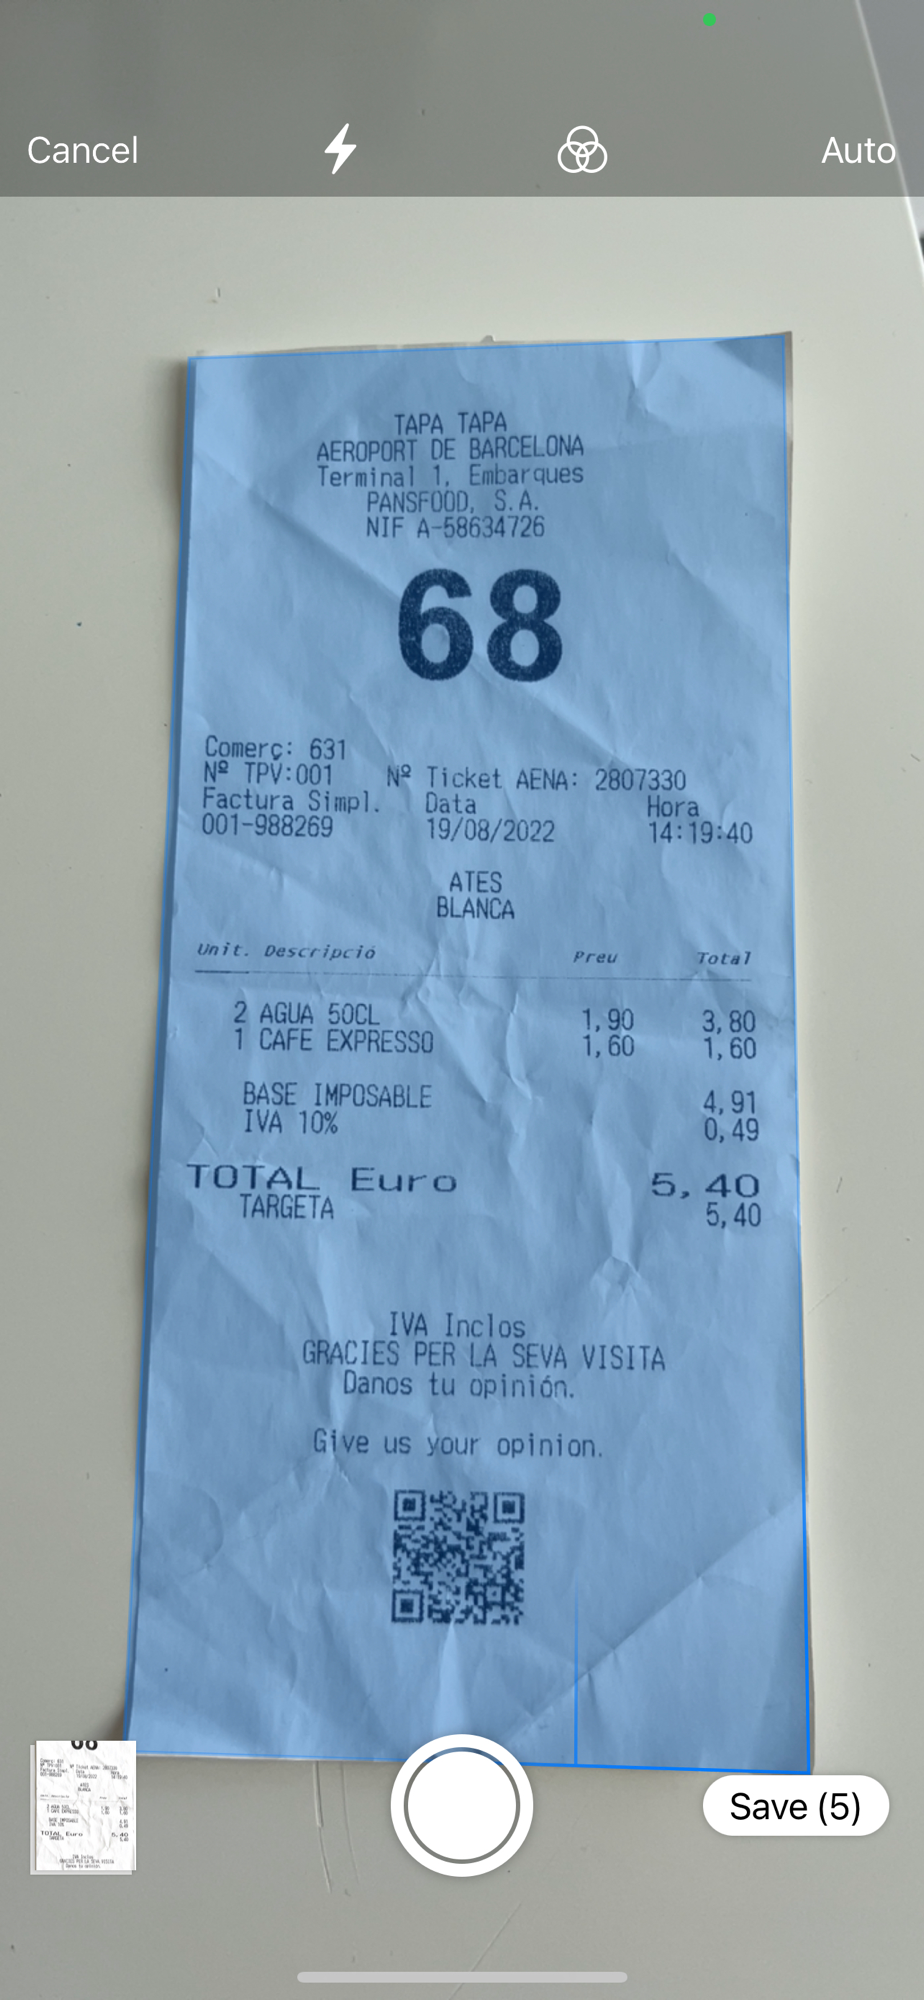 Cancel
Auto
TAPA TAPA
AEROPORT DE BARCELONA
Terminal 1, Embarques
PANSFOOD, S.A.
NIF A-58634726
68
Comerç: 631
Nº TPV:001 Nº Ticket AENA: 2807330
Factura Simpl. Data Hora
001-988269 19/08/2022 14:19:40
ATES
BLANCA
Unit. Descripció Preu Total
2 AGUA 50CL 1,90 3,80
1 CAFE EXPRESSO 1,60 1,60
BASE IMPOSABLE 4,91
IVA 10% 0,49
TOTAL Euro 5,40
TARGETA 5,40
IVA Inclos
GRACIES PER LA SEVA VISITA
Danos tu opinión.
Give us your opinion.
Save (5)